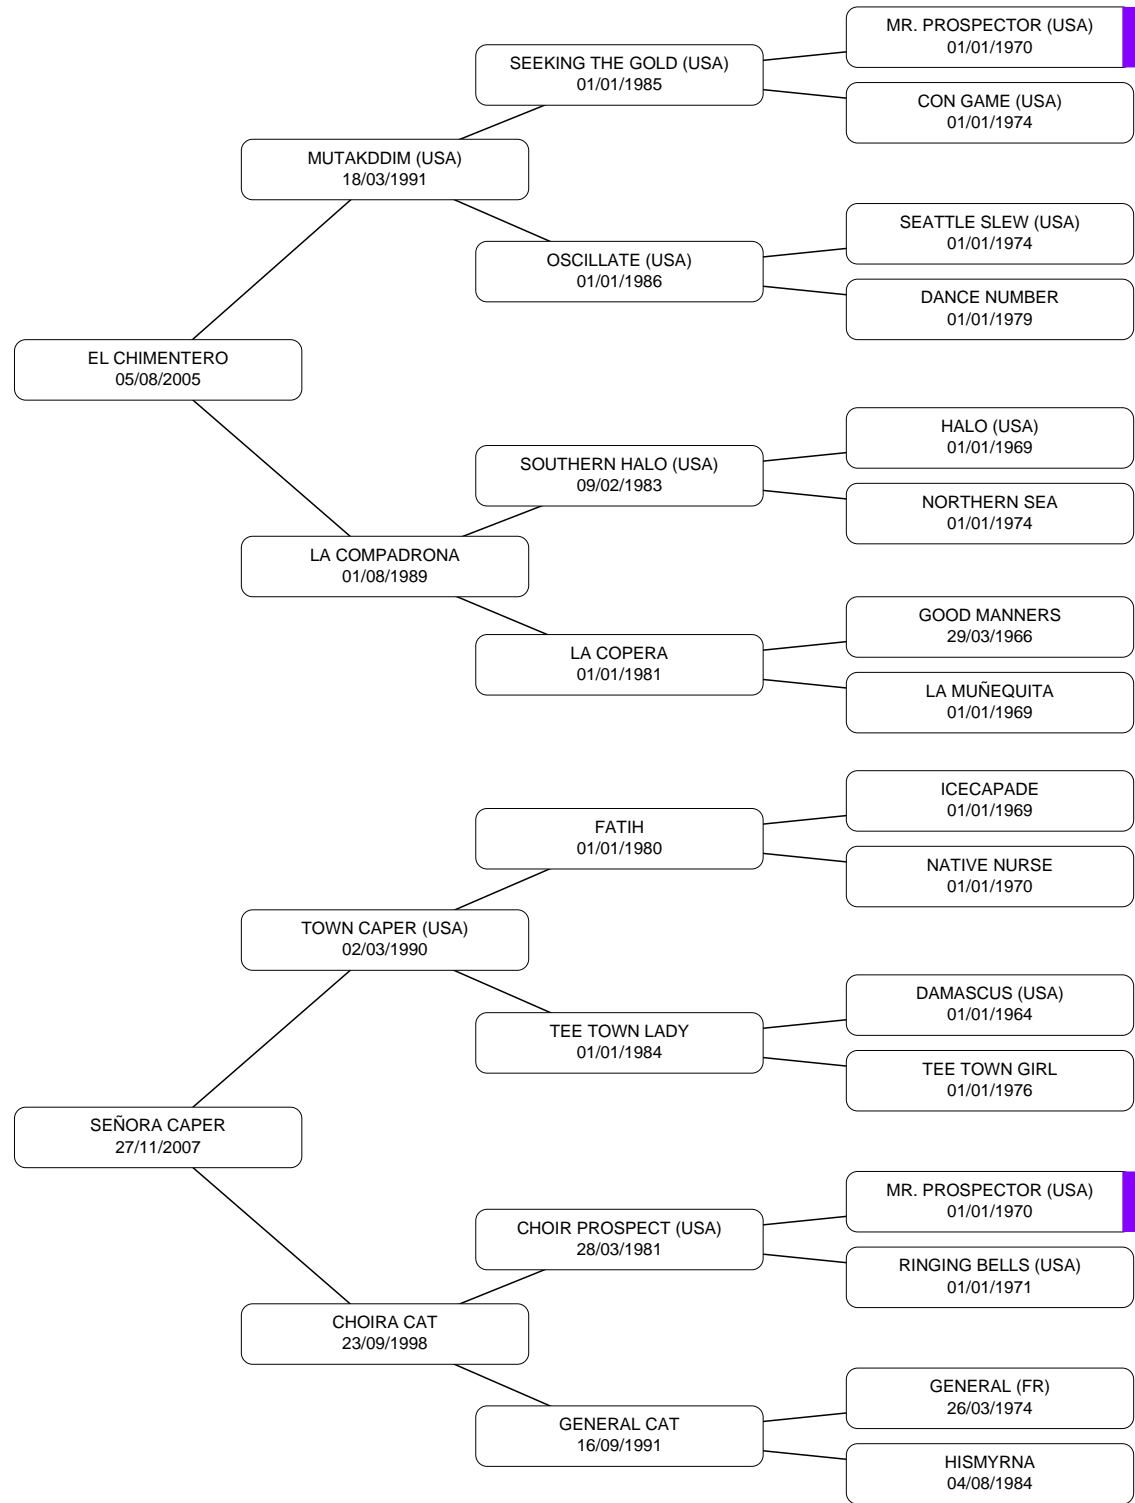 MR. PROSPECTOR (USA)
01/01/1970
SEEKING THE GOLD (USA)
01/01/1985
CON GAME (USA)
01/01/1974
MUTAKDDIM (USA)
18/03/1991
SEATTLE SLEW (USA)
01/01/1974
OSCILLATE (USA)
01/01/1986
DANCE NUMBER
01/01/1979
EL CHIMENTERO
05/08/2005
HALO (USA)
01/01/1969
SOUTHERN HALO (USA)
09/02/1983
NORTHERN SEA
01/01/1974
LA COMPADRONA
01/08/1989
GOOD MANNERS
29/03/1966
LA COPERA
01/01/1981
LA MUÑEQUITA
01/01/1969
ICECAPADE
01/01/1969
FATIH
01/01/1980
NATIVE NURSE
01/01/1970
TOWN CAPER (USA)
02/03/1990
DAMASCUS (USA)
01/01/1964
TEE TOWN LADY
01/01/1984
TEE TOWN GIRL
01/01/1976
SEÑORA CAPER
27/11/2007
MR. PROSPECTOR (USA)
01/01/1970
CHOIR PROSPECT (USA)
28/03/1981
RINGING BELLS (USA)
01/01/1971
CHOIRA CAT
23/09/1998
GENERAL (FR)
26/03/1974
GENERAL CAT
16/09/1991
HISMYRNA
04/08/1984